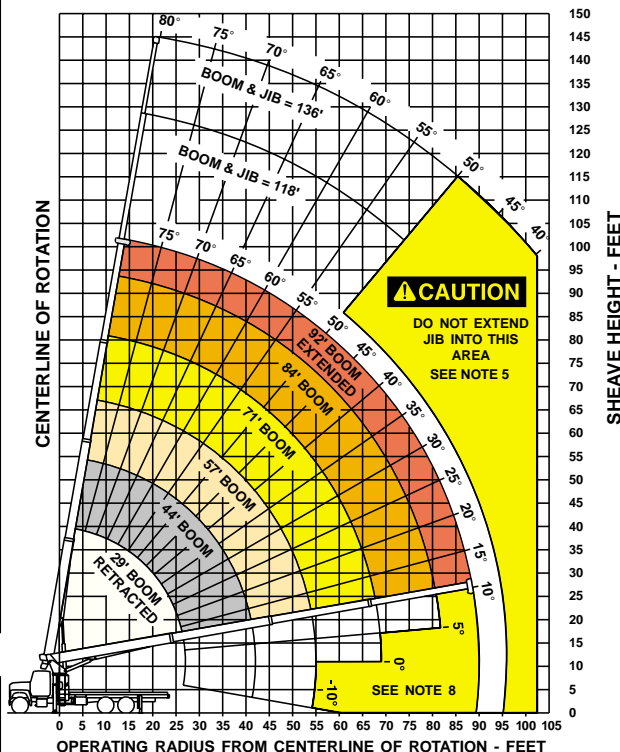 80°
75°
70°
65°
60°
55°
50°
45°
40°
BOOM & JIB = 136'
BOOM & JIB = 118'
75°
70°
65°
60°
55°
50°
45°
40°
35°
30°
25°
20°
15°
10°
5°
0°
-10°
92' BOOM
EXTENDED
84' BOOM
71' BOOM
57' BOOM
44' BOOM
29' BOOM
RETRACTED
CAUTION
DO NOT EXTEND
JIB INTO THIS
AREA
SEE NOTE 5
SEE NOTE 8
CENTERLINE OF ROTATION
150
145
140
135
130
125
120
115
110
105
100
95
90
85
80
75
70
65
60
55
50
45
40
35
30
25
20
15
10
5
0
SHEAVE HEIGHT - FEET
0 5 10 15 20 25 30 35 40 45 50 55 60 65 70 75 80 85 90 95 100 105
OPERATING RADIUS FROM CENTERLINE OF ROTATION - FEET